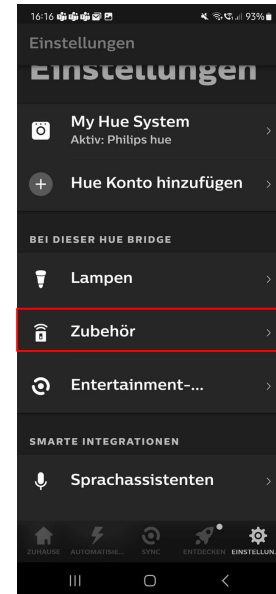 16:16 93%
Einstellungen
Einstellungen
My Hue System
Aktiv: Philips hue
Hue Konto hinzufügen
BEI DIESER HUE BRIDGE
Lampen
Zubehör
Entertainment-...
SMARTE INTEGRATIONEN
Sprachassistenten
ZUHAUSE AUTOMATISIE... SYNC ENTDECKEN EINSTELLUN...